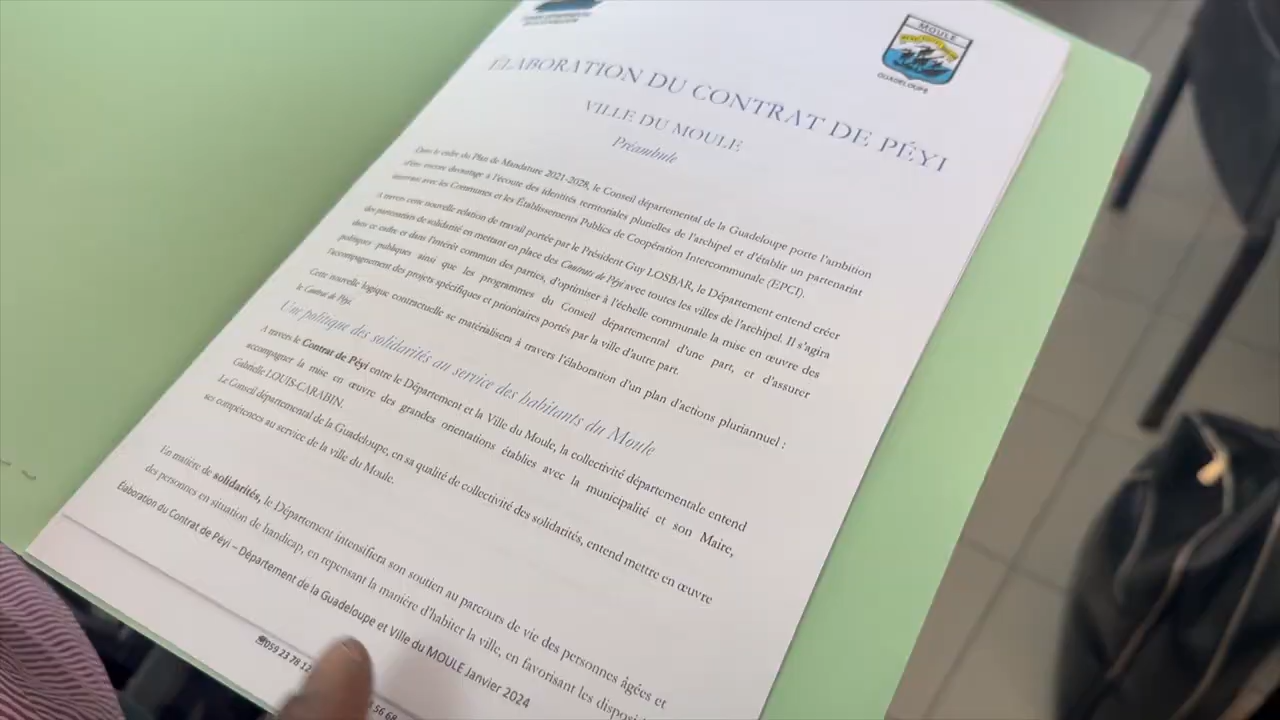 MOULE
GUADELOUPE
ÉLABORATION DU CONTRAT DE PÉYI
VILLE DU MOULE
Préambule
Dans le cadre du Plan de Mandature 2021-2028, le Conseil départemental de la Guadeloupe porte l'ambition
d'être encore davantage à l'écoute des identités territoriales plurielles de l'archipel et d'établir un partenariat
innovant avec les Communes et les Établissements Publics de Coopération Intercommunale (EPCI).
A travers cette nouvelle relation de travail portée par le Président Guy LOSBAR, le Département entend créer
des partenariats de solidarité en mettant en place des Contrats de Péyi avec toutes les villes de l'archipel. Il s'agira
dans ce cadre et dans l'intérêt commun des parties, d'optimiser à l'échelle communale la mise en œuvre des
politiques publiques ainsi que les programmes du Conseil départemental d'une part, et d'assurer
l'accompagnement des projets spécifiques et prioritaires portés par la ville d'autre part.
Cette nouvelle logique contractuelle se matérialisera à travers l'élaboration d'un plan d'actions pluriannuel :
le Contrat de Péyi.
Une politique des solidarités au service des habitants du Moule
A travers le Contrat de Péyi entre le Département et la Ville du Moule, la collectivité départementale entend
accompagner la mise en œuvre des grandes orientations établies avec la municipalité et son Maire,
Gabrielle LOUIS-CARABIN.
Le Conseil départemental de la Guadeloupe, en sa qualité de collectivité des solidarités, entend mettre en œuvre
ses compétences au service de la ville du Moule.
En matière de solidarités, le Département intensifiera son soutien au parcours de vie des personnes âgées et
des personnes en situation de handicap, en repensant la manière d'habiter la ville, en favorisant les disposi
Élaboration du Contrat de Péyi – Département de la Guadeloupe et Ville du MOULE Janvier 2024
☎059 23 78 12
56 68